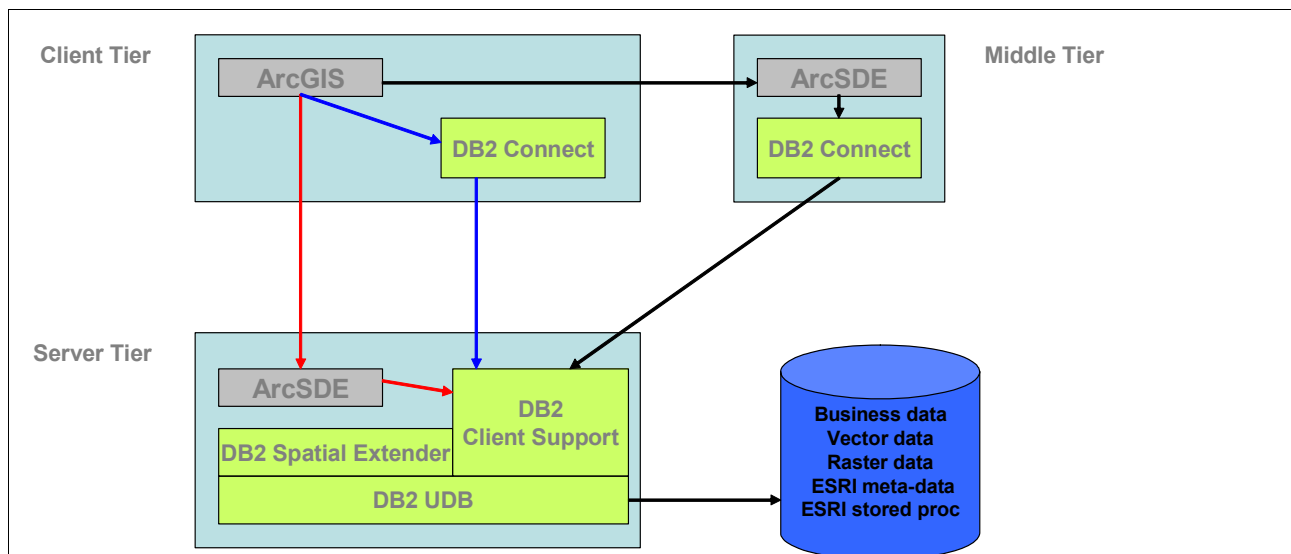 Client Tier
ArcGIS
DB2 Connect
ArcSDE
DB2 Connect
Middle Tier
Server Tier
ArcSDE
DB2
Client Support
DB2 Spatial Extender
DB2 UDB
Business data
Vector data
Raster data
ESRI meta-data
ESRI stored proc